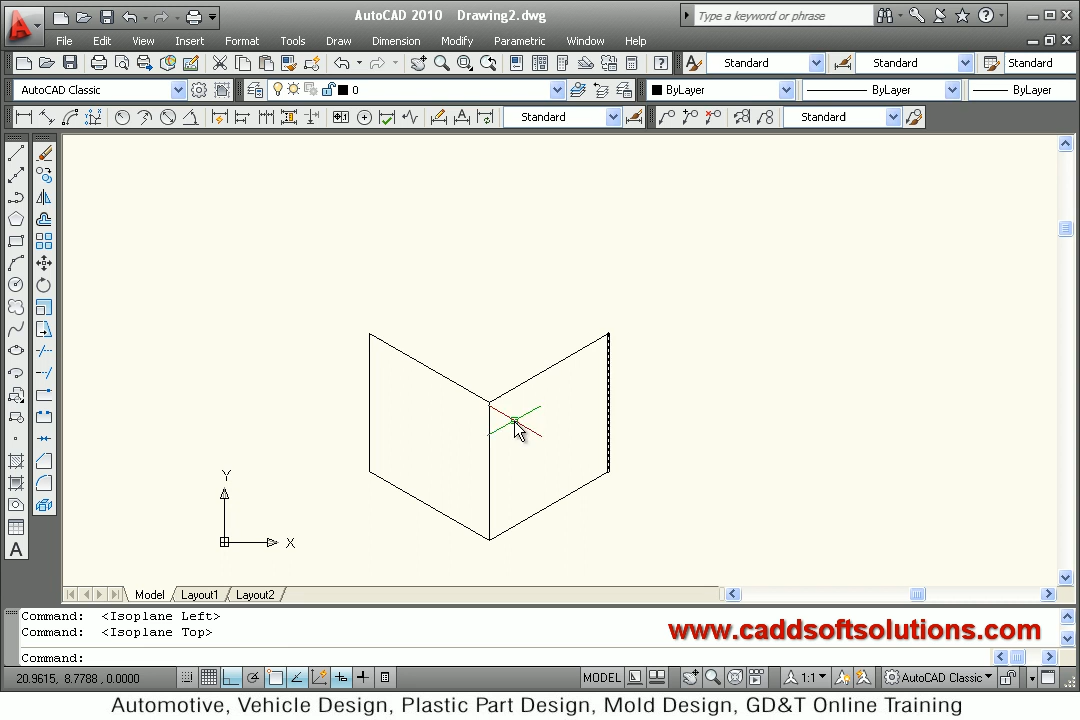 AutoCAD 2010 Drawing2.dwg
Type a keyword or phrase
File Edit View Insert Format Tools Draw Dimension Modify Parametric Window Help
Standard Standard Standard
AutoCAD Classic 0 ByLayer ByLayer ByLayer
Standard Standard
Y
X
Model Layout1 Layout2
Command: <Isoplane Left>
Command: <Isoplane Top>
www.caddsoftsolutions.com
Command:
20.9615, 8.7788, 0.0000 MODEL 1:1 AutoCAD Classic
Automotive, Vehicle Design, Plastic Part Design, Mold Design, GD&T Online Training